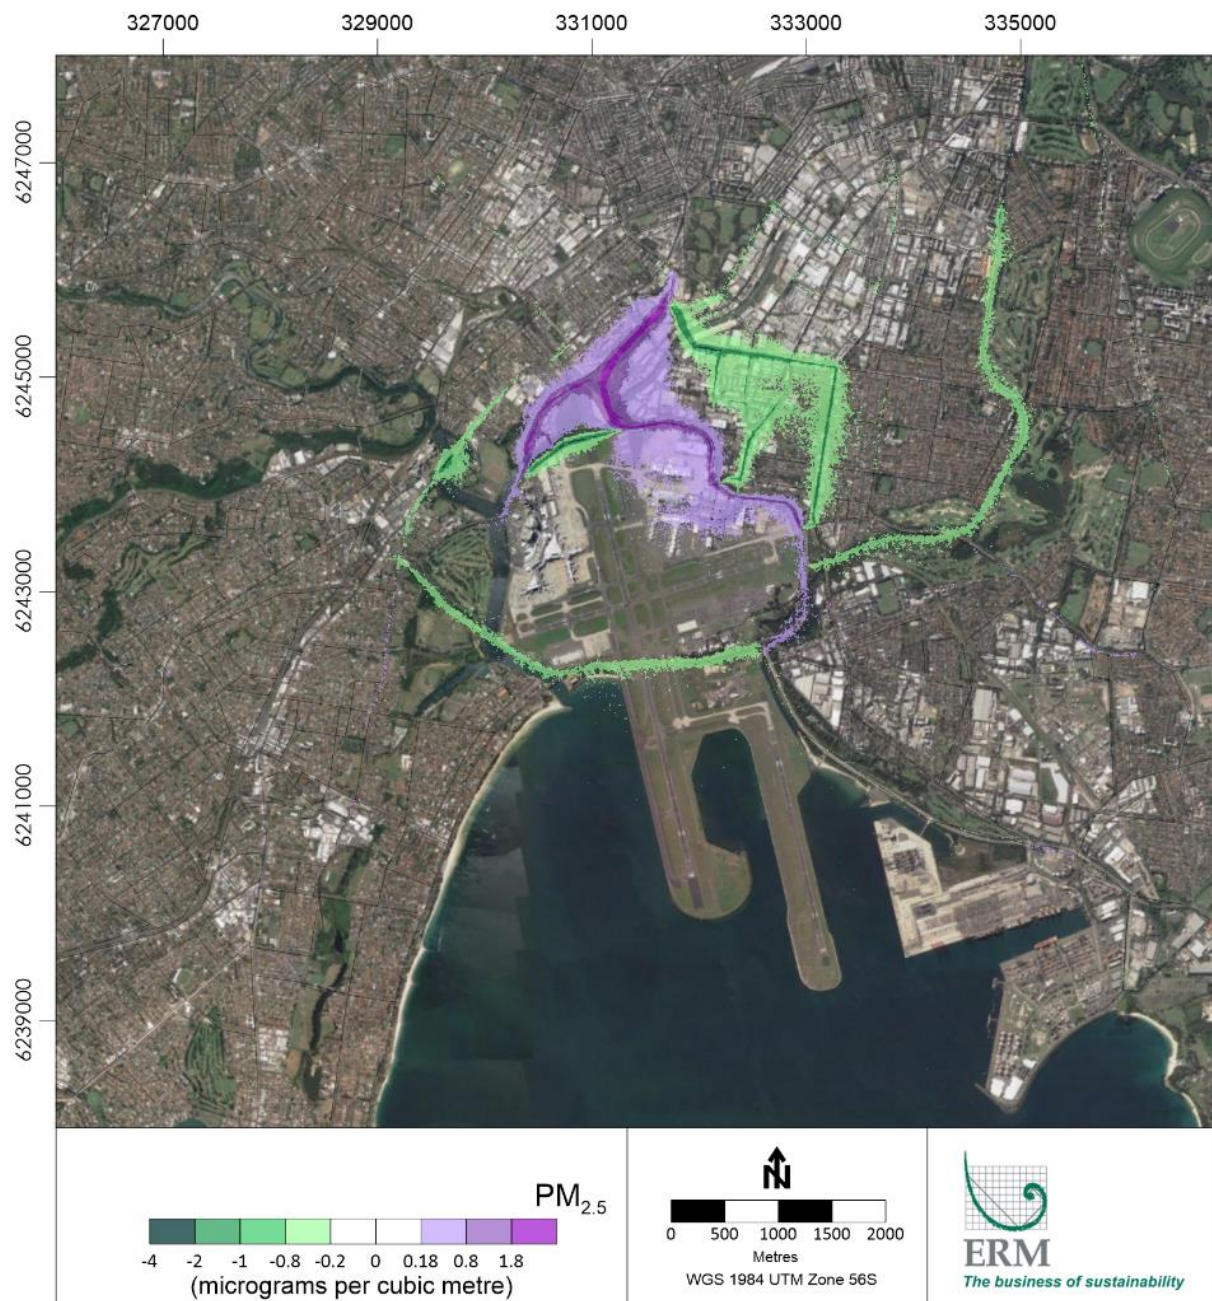 327000 329000 331000 333000 335000
6247000
6245000
6243000
6241000
6239000
PM2.5
-4 -2 -1 -0.8 -0.2 0 0.18 0.8 1.8
(micrograms per cubic metre)
N
0 500 1000 1500 2000
Metres
WGS 1984 UTM Zone 56S
ERM
The business of sustainability